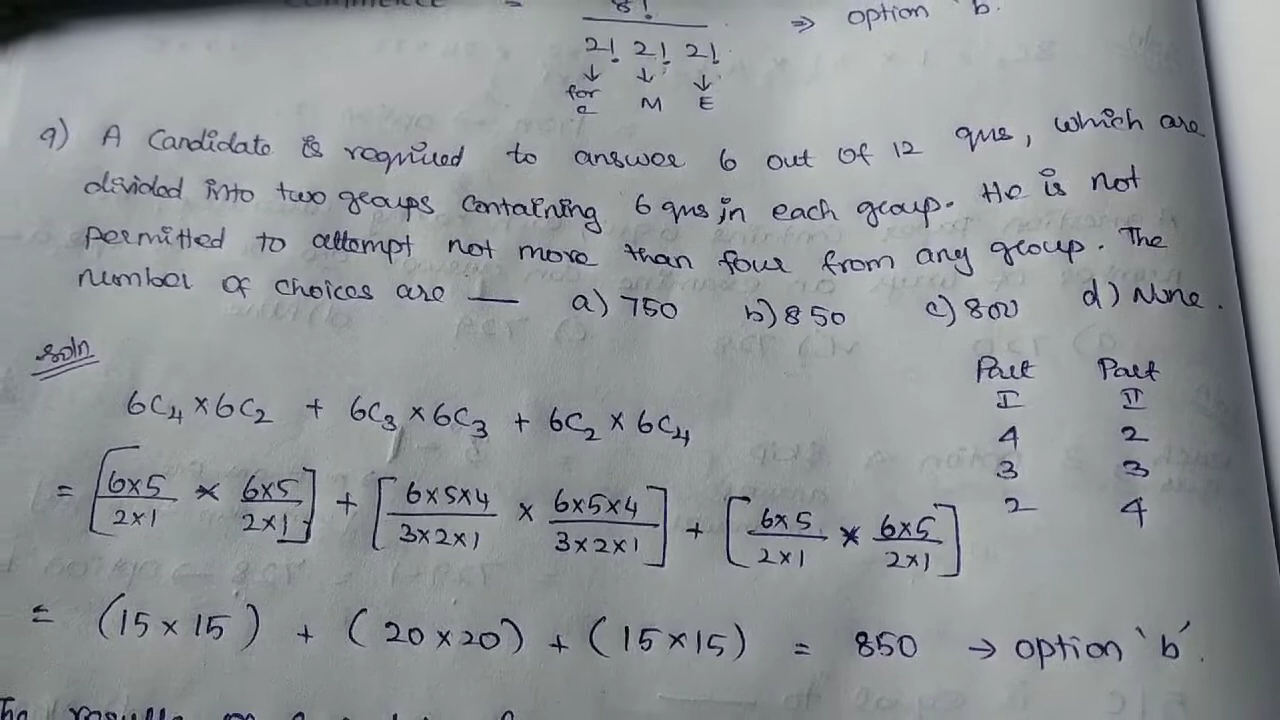 = 8! ⇒ option b.
2! 2! 2!
↓ ↓ ↓
for M E
e
9) A Candidate is required to answer 6 out of 12 qns, which are
divided into two groups containing 6 qns in each group. He is not
permitted to attempt not more than four from any group. The
number of choices are — a) 750 b) 850 c) 800 d) None.
soln
Part Part
I II
6C4 × 6C2 + 6C3 × 6C3 + 6C2 × 6C4
4 2
3 3
2 4
= [6×5/2×1 × 6×5/2×1] + [6×5×4/3×2×1 × 6×5×4/3×2×1] + [6×5/2×1 × 6×5/2×1]
= (15×15) + (20×20) + (15×15) = 850 → option 'b'.